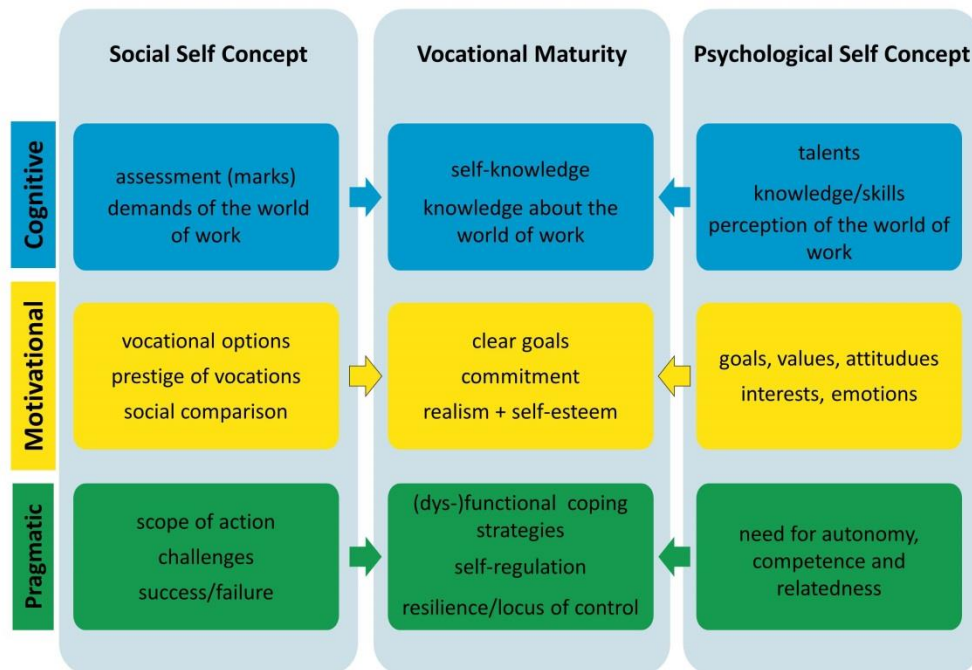 Social Self Concept
Vocational Maturity
Psychological Self Concept
Cognitive
assessment (marks)
demands of the world
of work
self-knowledge
knowledge about the
world of work
talents
knowledge/skills
perception of the world of
work
Motivational
vocational options
prestige of vocations
social comparison
clear goals
commitment
realism + self-esteem
goals, values, attitudues
interests, emotions
Pragmatic
scope of action
challenges
success/failure
(dys-)functional coping
strategies
self-regulation
resilience/locus of control
need for autonomy,
competence and
relatedness